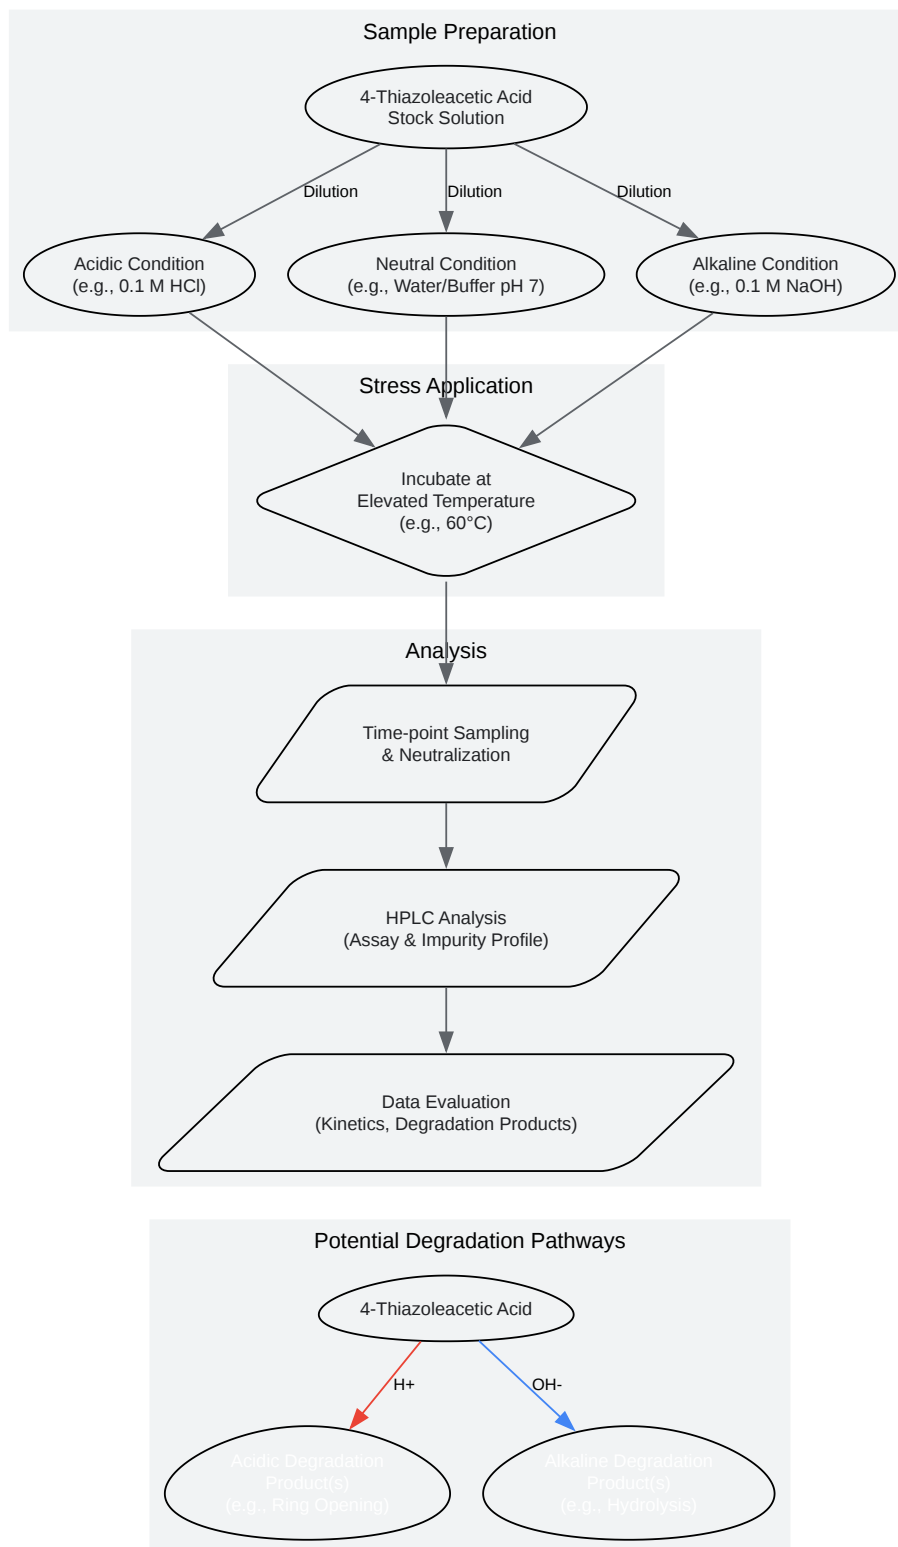 Sample Preparation
4-Thiazoleacetic Acid
Stock Solution
Dilution
Dilution
Dilution
Acidic Condition
(e.g., 0.1 M HCl)
Neutral Condition
(e.g., Water/Buffer pH 7)
Alkaline Condition
(e.g., 0.1 M NaOH)
Stress Application
Incubate at
Elevated Temperature
(e.g., 60°C)
Analysis
Time-point Sampling
& Neutralization
HPLC Analysis
(Assay & Impurity Profile)
Data Evaluation
(Kinetics, Degradation Products)
Potential Degradation Pathways
4-Thiazoleacetic Acid
H+
OH-
Acidic Degradation
Product(s)
(e.g., Ring Opening)
Alkaline Degradation
Product(s)
(e.g., Hydrolysis)